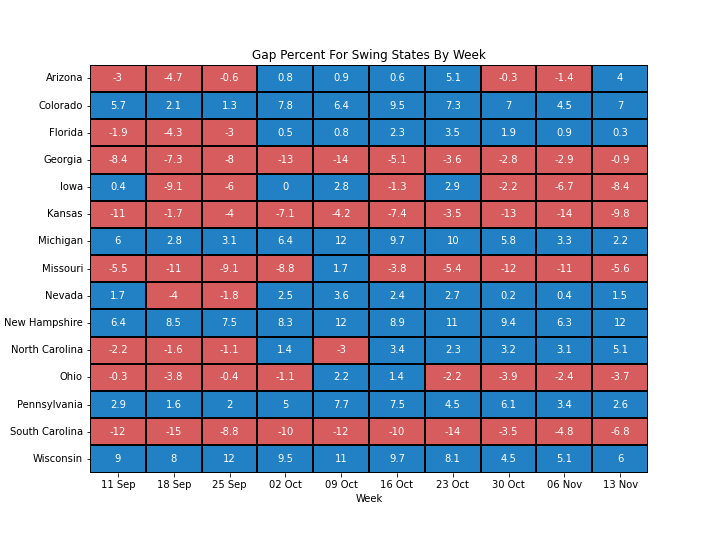 Gap Percent For Swing States By Week
Arizona -3 -4.7 -0.6 0.8 0.9 0.6 5.1 -0.3 -1.4 4
Colorado 5.7 2.1 1.3 7.8 6.4 9.5 7.3 7 4.5 7
Florida -1.9 -4.3 -3 0.5 0.8 2.3 3.5 1.9 0.9 0.3
Georgia -8.4 -7.3 -8 -13 -14 -5.1 -3.6 -2.8 -2.9 -0.9
Iowa 0.4 -9.1 -6 0 2.8 -1.3 2.9 -2.2 -6.7 -8.4
Kansas -11 -1.7 -4 -7.1 -4.2 -7.4 -3.5 -13 -14 -9.8
Michigan 6 2.8 3.1 6.4 12 9.7 10 5.8 3.3 2.2
Missouri -5.5 -11 -9.1 -8.8 1.7 -3.8 -5.4 -12 -11 -5.6
Nevada 1.7 -4 -1.8 2.5 3.6 2.4 2.7 0.2 0.4 1.5
New Hampshire 6.4 8.5 7.5 8.3 12 8.9 11 9.4 6.3 12
North Carolina -2.2 -1.6 -1.1 1.4 -3 3.4 2.3 3.2 3.1 5.1
Ohio -0.3 -3.8 -0.4 -1.1 2.2 1.4 -2.2 -3.9 -2.4 -3.7
Pennsylvania 2.9 1.6 2 5 7.7 7.5 4.5 6.1 3.4 2.6
South Carolina -12 -15 -8.8 -10 -12 -10 -14 -3.5 -4.8 -6.8
Wisconsin 9 8 12 9.5 11 9.7 8.1 4.5 5.1 6
11 Sep 18 Sep 25 Sep 02 Oct 09 Oct 16 Oct 23 Oct 30 Oct 06 Nov 13 Nov
Week